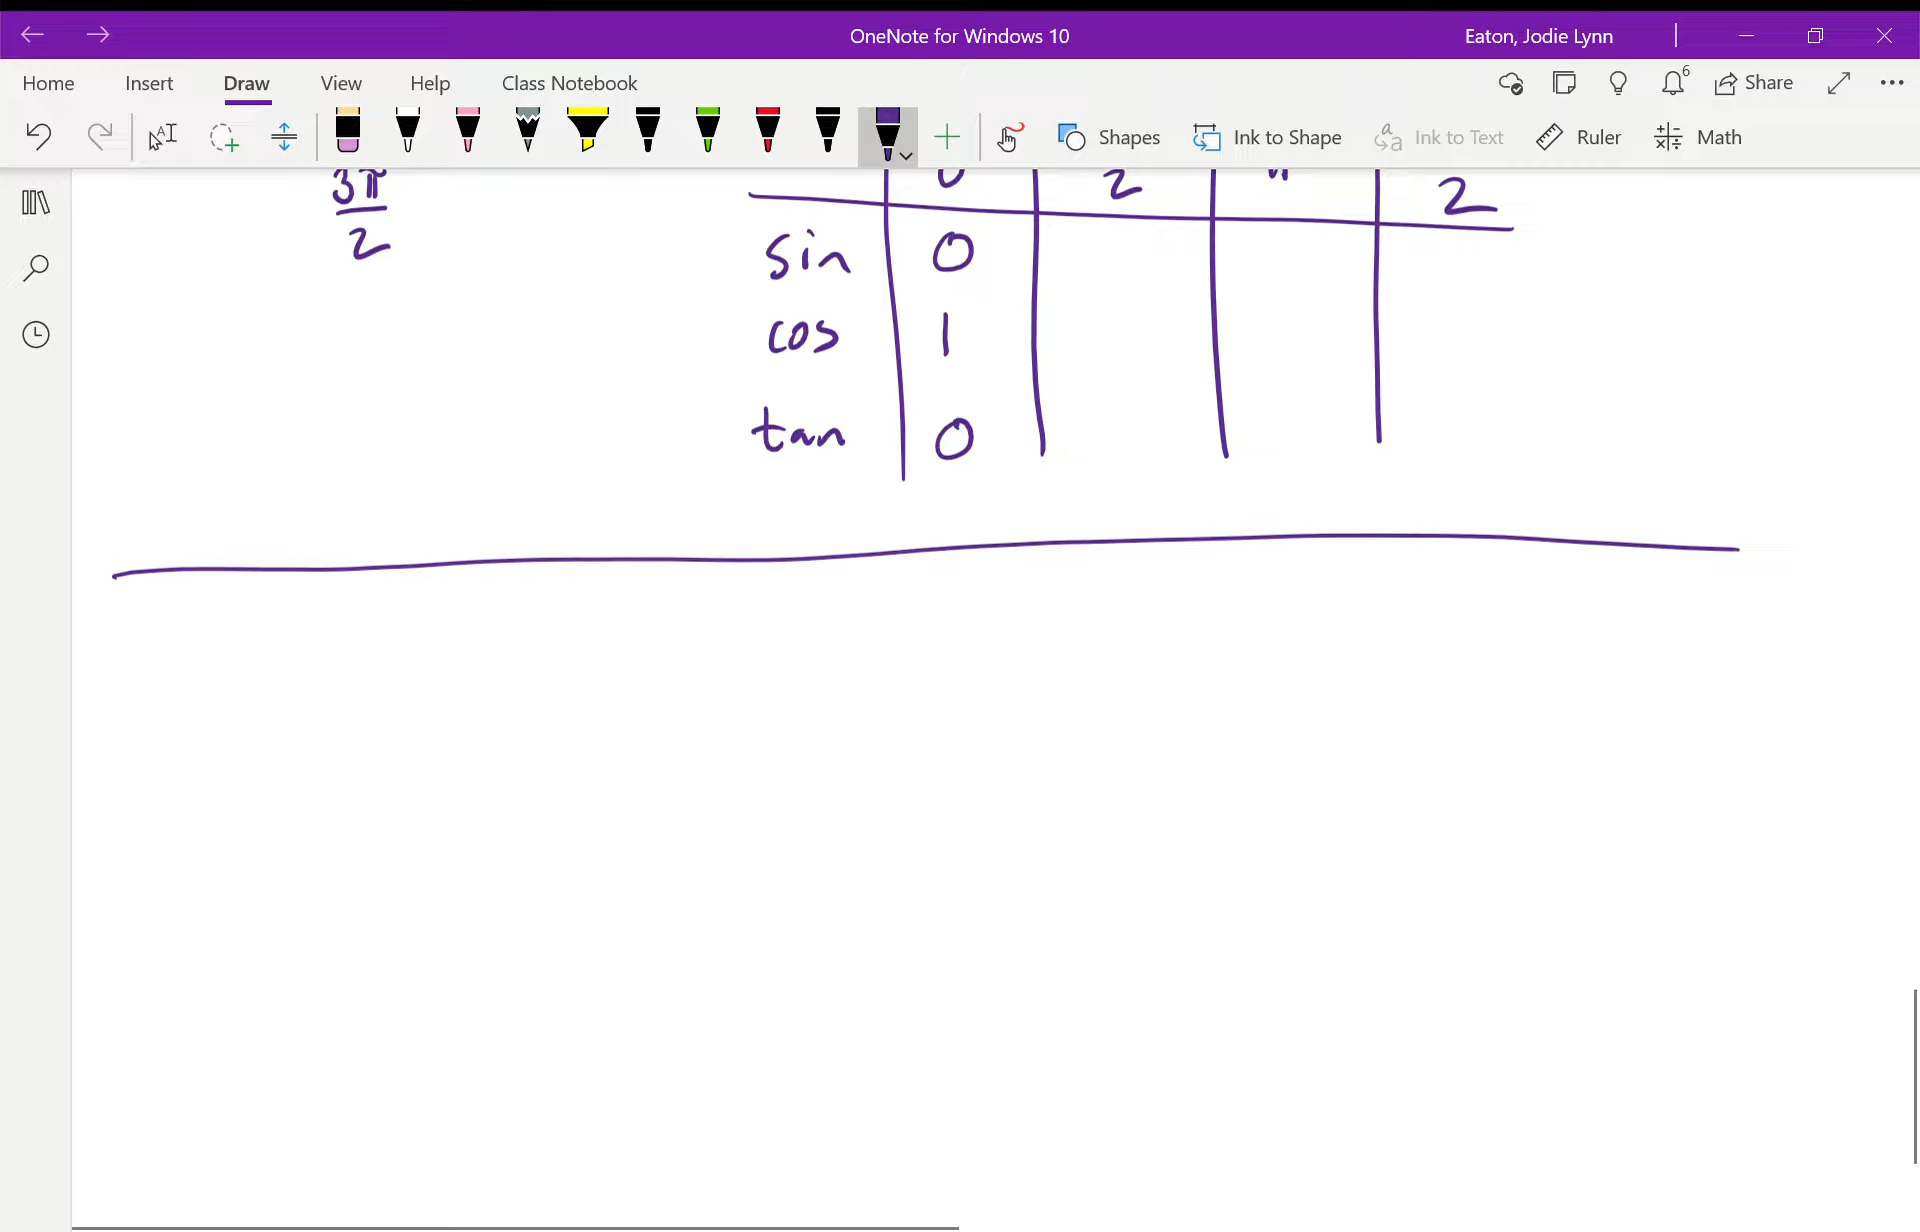 OneNote for Windows 10
Eaton, Jodie Lynn
Home Insert Draw View Help Class Notebook
6
Share
Shapes Ink to Shape Ink to Text Ruler Math
3π
2
2 2
sin 0
cos 1
tan 0